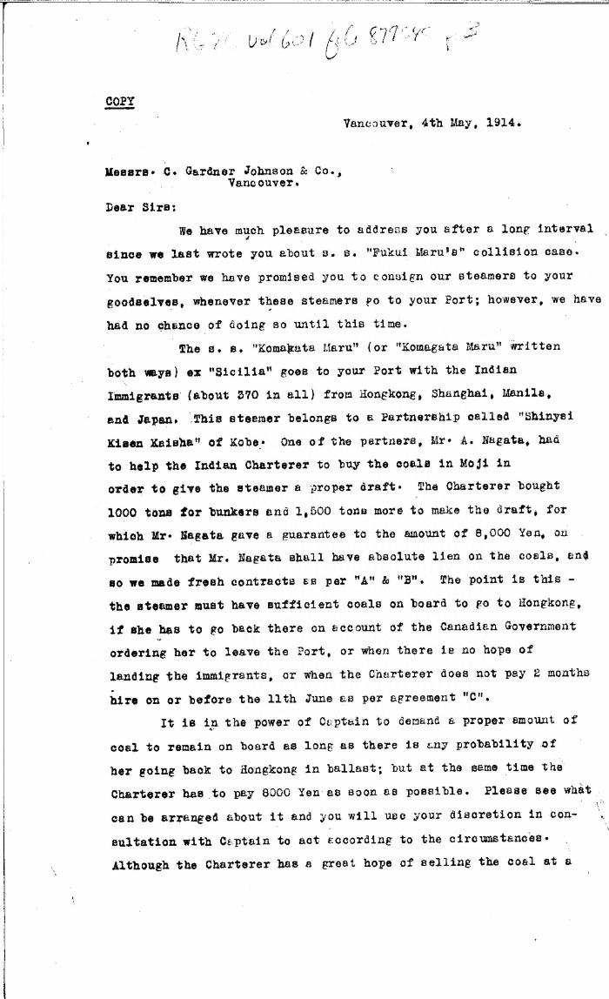 vol 601
p 3
COPY
Vancouver, 4th May, 1914.
Messrs. C. Gardner Johnson & Co.,
Vancouver.
Dear Sirs:
We have much pleasure to address you after a long interval
since we last wrote you about s. s. "Fukui Maru's" collision case.
You remember we have promised you to consign our steamers to your
goodselves, whenever these steamers go to your Port; however, we have
had no chance of doing so until this time.
The s. s. "Komakata Maru" (or "Komagata Maru" written
both ways) ex "Sicilia" goes to your Port with the Indian
Immigrants (about 370 in all) from Hongkong, Shanghai, Manila,
and Japan. This steamer belongs to a Partnership called "Shinyei
Kisen Kaisha" of Kobe. One of the partners, Mr. A. Nagata, had
to help the Indian Charterer to buy the coals in Moji in
order to give the steamer a proper draft. The Charterer bought
1000 tons for bunkers and 1,500 tons more to make the draft, for
which Mr. Nagata gave a guarantee to the amount of 8,000 Yen, on
promise that Mr. Nagata shall have absolute lien on the coals, and
so we made fresh contracts as per "A" & "B". The point is this -
the steamer must have sufficient coals on board to go to Hongkong,
if she has to go back there on account of the Canadian Government
ordering her to leave the Port, or when there is no hope of
landing the immigrants, or when the Charterer does not pay 2 months
hire on or before the 11th June as per agreement "C".
It is in the power of Captain to demand a proper amount of
coal to remain on board as long as there is any probability of
her going back to Hongkong in ballast; but at the same time the
Charterer has to pay 8000 Yen as soon as possible. Please see what
can be arranged about it and you will use your discretion in con-
sultation with Captain to act according to the circumstances.
Although the Charterer has a great hope of selling the coal at a